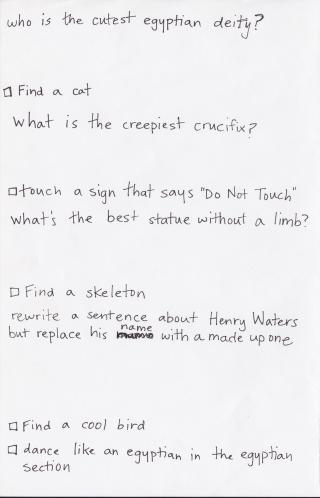 who is the cutest egyptian deity?
Find a cat
What is the creepiest crucifix?
touch a sign that says "Do Not Touch"
what's the best statue without a limb?
Find a skeleton
rewrite a sentence about Henry Waters
but replace his name with a made up one
Find a cool bird
dance like an egyptian in the egyptian
section